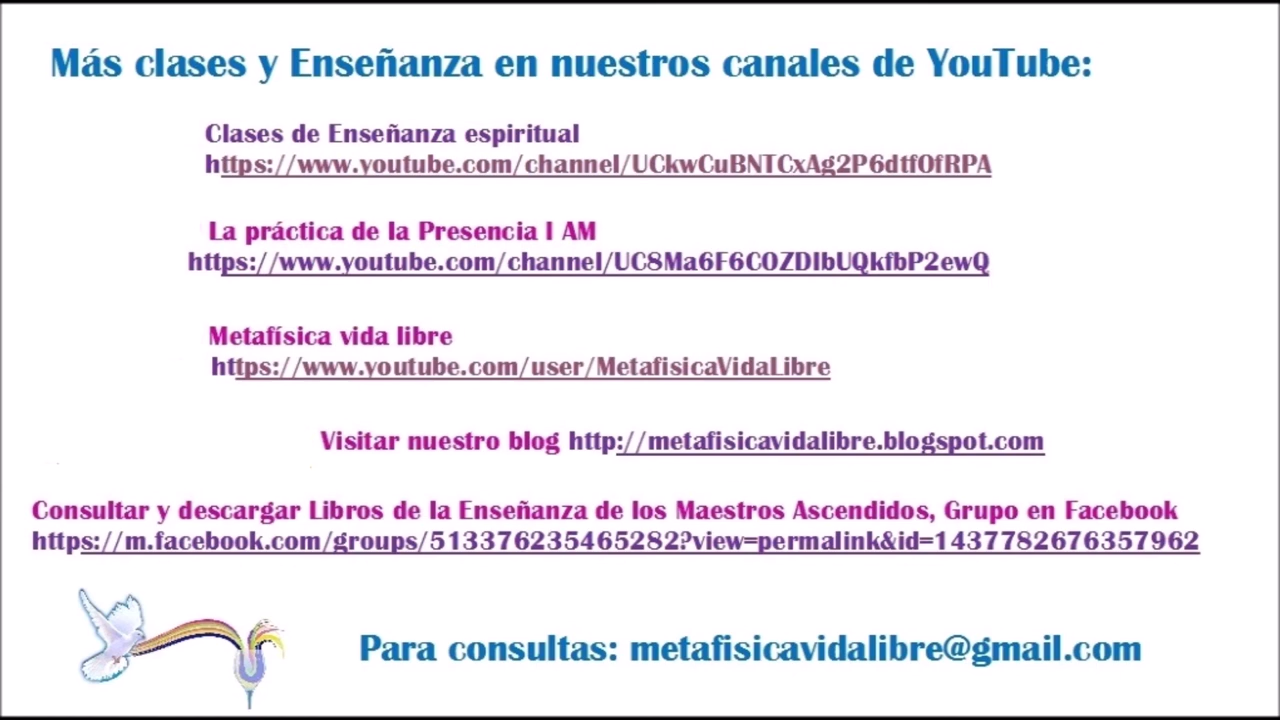 Más clases y Enseñanza en nuestros canales de YouTube:
Clases de Enseñanza espiritual
https://www.youtube.com/channel/UCkwCuBNTCxAg2P6dtfOfRPA
La práctica de la Presencia I AM
https://www.youtube.com/channel/UC8Ma6F6COZDIbUQkfbP2ewQ
Metafísica vida libre
https://www.youtube.com/user/MetafisicaVidaLibre
Visitar nuestro blog http://metafisicavidalibre.blogspot.com
Consultar y descargar Libros de la Enseñanza de los Maestros Ascendidos, Grupo en Facebook
https://m.facebook.com/groups/513376235465282?view=permalink&id=1437782676357962
Para consultas: metafisicavidalibre@gmail.com